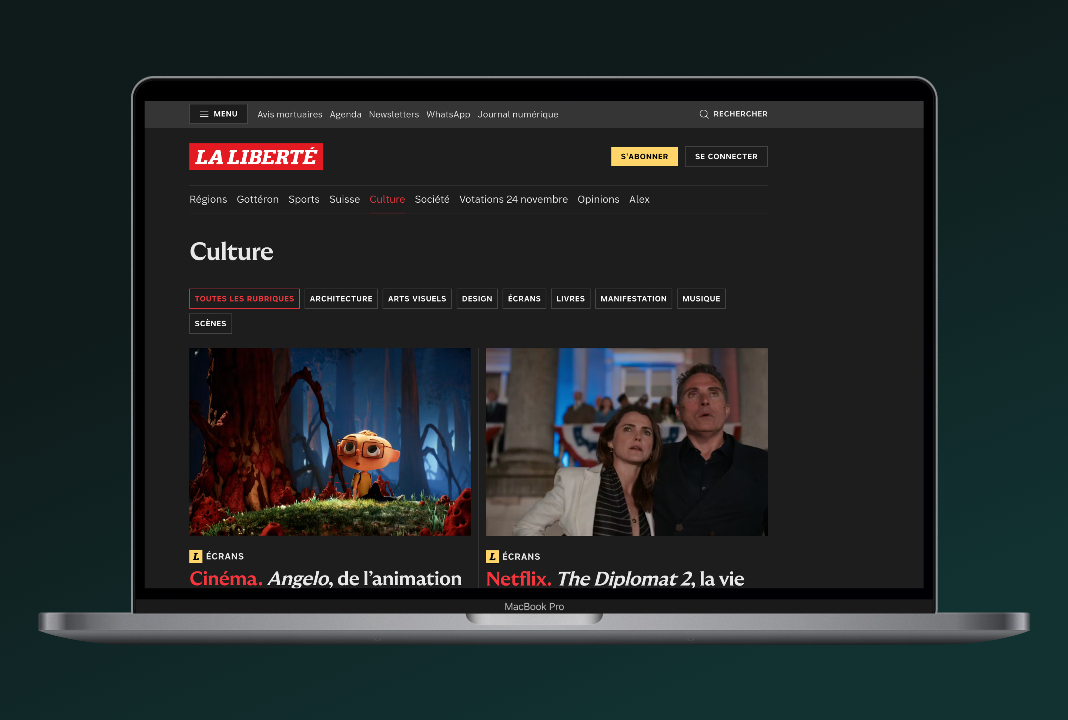 MENU Avis mortuaires Agenda Newsletters WhatsApp Journal numérique RECHERCHER
LA LIBERTÉ S'ABONNER SE CONNECTER
Régions Gottéron Sports Suisse Culture Société Votations 24 novembre Opinions Alex
Culture
TOUTES LES RUBRIQUES ARCHITECTURE ARTS VISUELS DESIGN ÉCRANS LIVRES MANIFESTATION MUSIQUE
SCÈNES
L ÉCRANS
Cinéma. Angelo, de l’animation
L ÉCRANS
Netflix. The Diplomat 2, la vie
MacBook Pro